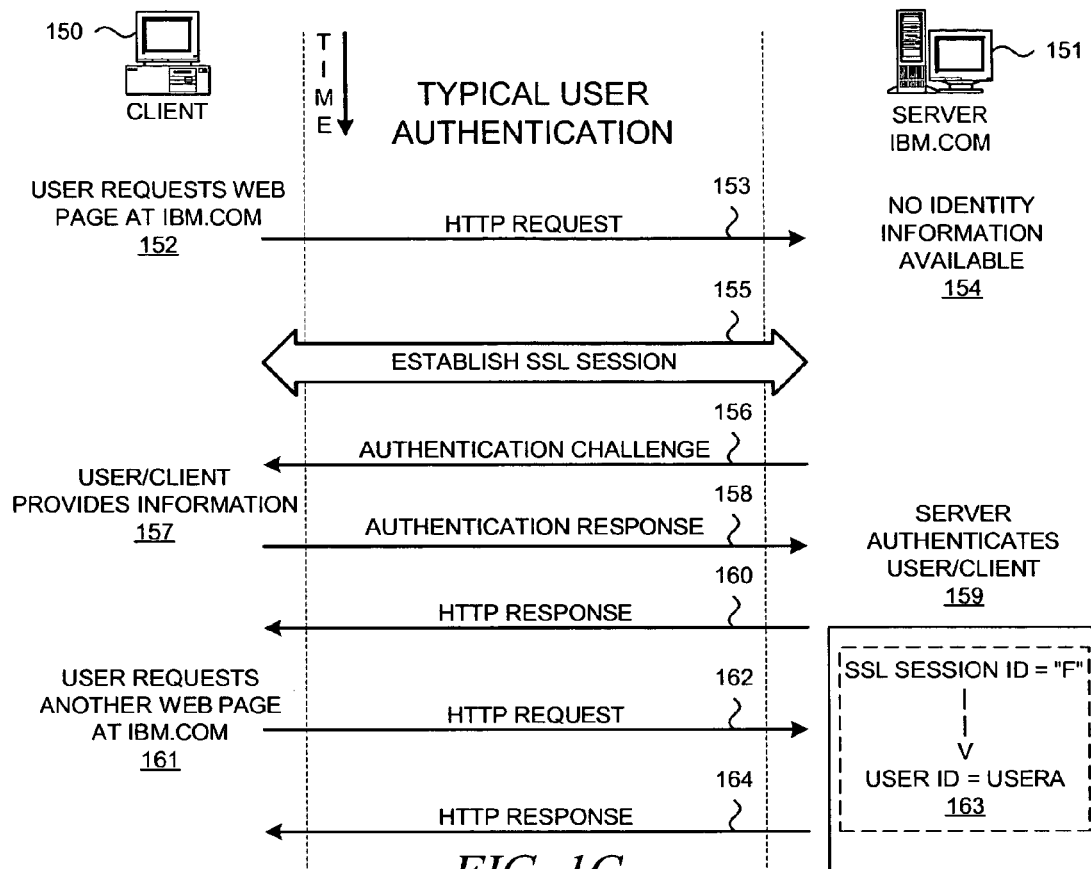 150
CLIENT
TIME
TYPICAL USER
AUTHENTICATION
151
SERVER
IBM.COM
USER REQUESTS WEB
PAGE AT IBM.COM
152
153
HTTP REQUEST
NO IDENTITY
INFORMATION
AVAILABLE
154
155
ESTABLISH SSL SESSION
156
AUTHENTICATION CHALLENGE
USER/CLIENT
PROVIDES INFORMATION
157
158
AUTHENTICATION RESPONSE
SERVER
AUTHENTICATES
USER/CLIENT
159
160
HTTP RESPONSE
USER REQUESTS
ANOTHER WEB PAGE
AT IBM.COM
161
162
HTTP REQUEST
SSL SESSION ID = "F"
|
|
V
USER ID = USERA
163
164
HTTP RESPONSE
FIG. 1C